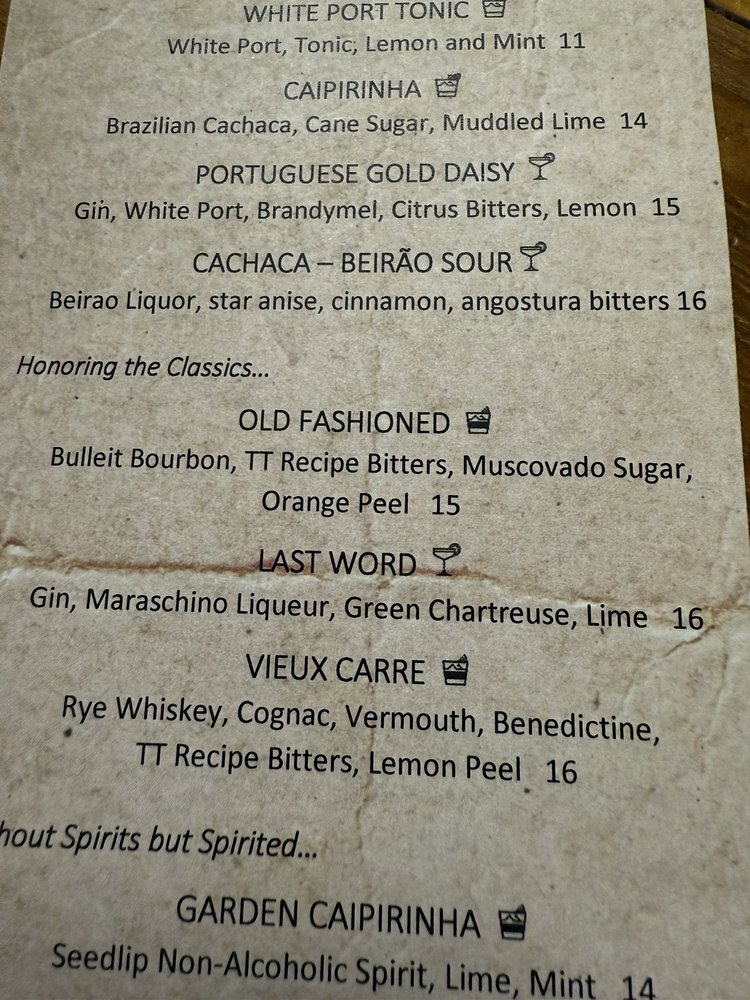 WHITE PORT TONIC
White Port, Tonic, Lemon and Mint 11
CAIPIRINHA
Brazilian Cachaca, Cane Sugar, Muddled Lime 14
PORTUGUESE GOLD DAISY
Gin, White Port, Brandymel, Citrus Bitters, Lemon 15
CACHACA – BEIRÃO SOUR
Beirao Liquor, star anise, cinnamon, angostura bitters 16
Honoring the Classics...
OLD FASHIONED
Bulleit Bourbon, TT Recipe Bitters, Muscovado Sugar,
Orange Peel 15
LAST WORD
Gin, Maraschino Liqueur, Green Chartreuse, Lime 16
VIEUX CARRE
Rye Whiskey, Cognac, Vermouth, Benedictine,
TT Recipe Bitters, Lemon Peel 16
hout Spirits but Spirited...
GARDEN CAIPIRINHA
Seedlip Non-Alcoholic Spirit, Lime, Mint 14